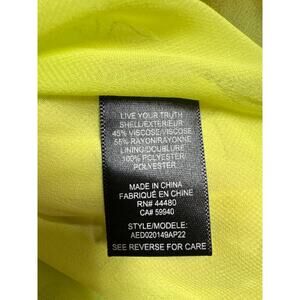 LIVE YOUR TRUTH
SHELL/EXTERIEUR
45% VISCOSE/VISCOSE
55% RAYON/RAYONNE
LINING/DOUBLURE
100% POLYESTER
POLYESTER
MADE IN CHINA
FABRIQUÉ EN CHINE
RN# 44480
CA# 59940
STYLE/MODELE:
AED020149AP22
SEE REVERSE FOR CARE